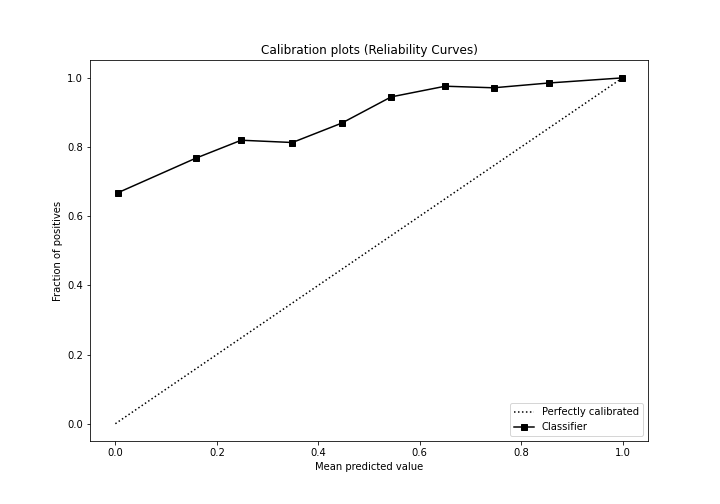 Calibration plots (Reliability Curves)
1.0
0.8
0.6
0.4
0.2
0.0
Fraction of positives
0.0 0.2 0.4 0.6 0.8 1.0
Mean predicted value
Perfectly calibrated
Classifier